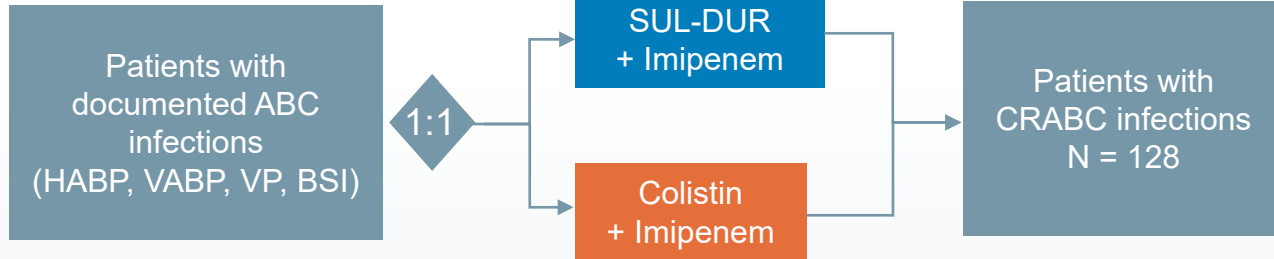 Patients with
documented ABC
infections
(HABP, VABP, VP, BSI)
1:1
SUL-DUR
+ Imipenem
Colistin
+ Imipenem
Patients with
CRABC infections
N = 128